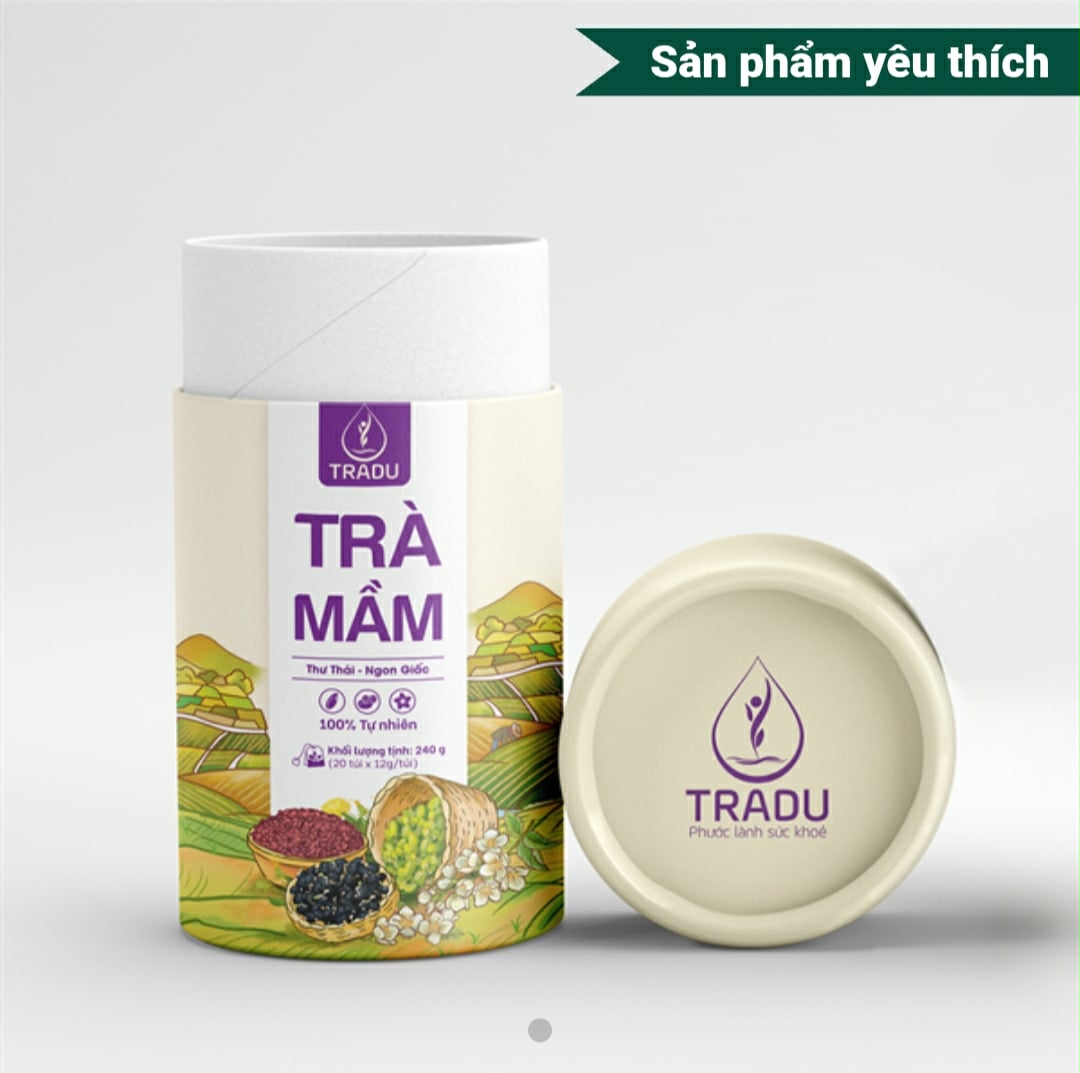 Sản phẩm yêu thích
TRADU
TRÀ
MẦM
Thư Thái - Ngon Giấc
100% Tự nhiên
Khối lượng tịnh: 240 g
(20 túi x 12g/túi)
TRADU
Phước lành sức khoẻ